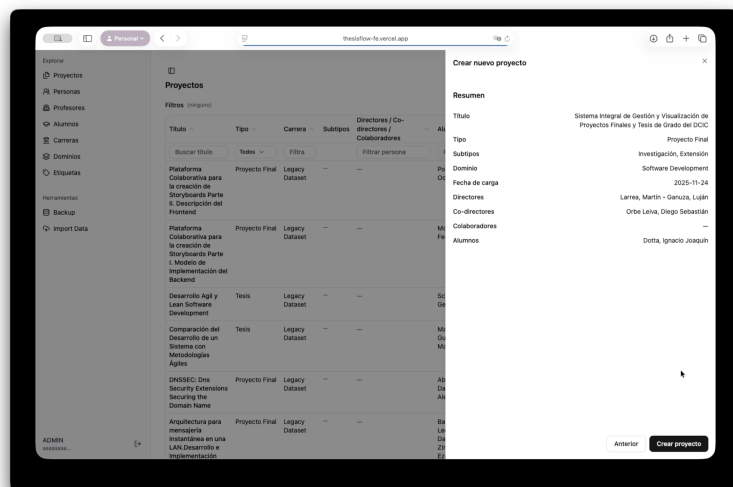 Personal
thesisflow-fe.vercel.app
Explorar
Proyectos
Personas
Profesores
Alumnos
Carreras
Dominios
Etiquetas
Herramientas
Backup
Import Data
ADMIN
Proyectos
Filtros (ninguno)
Título Tipo Carrera Subtipos Directores / Co-directores / Colaboradores
Buscar título Todos Filtra Filtrar persona
Plataforma Proyecto Final Legacy — —
Colaborativa para Dataset
la creación de
Storyboards Parte
II. Descripción del
Frontend
Plataforma Proyecto Final Legacy — —
Colaborativa para Dataset
la creación de
Storyboards Parte
I. Modelo de
Implementación del
Backend
Desarrollo Agil y Tesis Legacy — —
Lean Software Dataset
Development
Comparación del Tesis Legacy — —
Desarrollo de un Dataset
Sistema con
Metodologías
Ágiles
DNSSEC: Dns Proyecto Final Legacy — —
Security Extensions Dataset
Securing the
Domain Name
Arquitectura para Proyecto Final Legacy — —
mensajería Dataset
Instantánea en una
LAN.Desarrollo e
Implementación
Crear nuevo proyecto
Resumen
Título Sistema Integral de Gestión y Visualización de
Proyectos Finales y Tesis de Grado del DCIC
Tipo Proyecto Final
Subtipos Investigación, Extensión
Dominio Software Development
Fecha de carga 2025-11-24
Directores Larrea, Martín • Ganuza, Luján
Co-directores Orbe Leiva, Diego Sebastián
Colaboradores —
Alumnos Dotta, Ignacio Joaquín
Anterior Crear proyecto